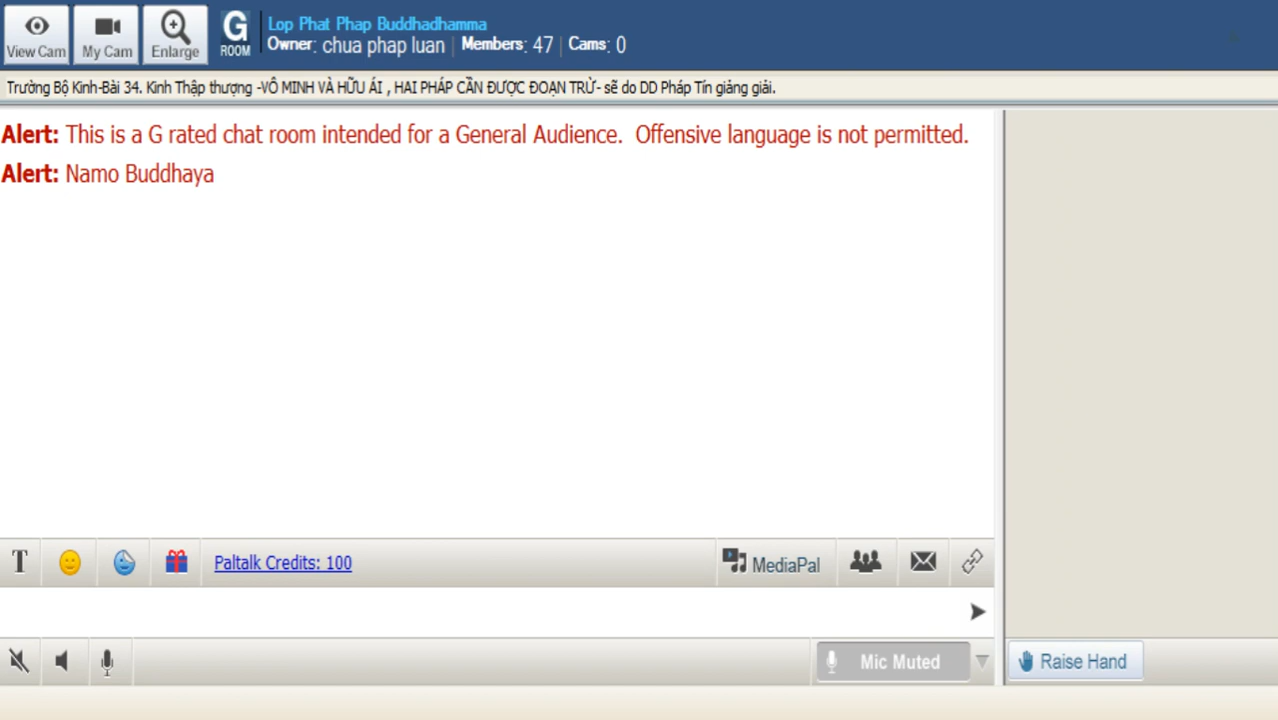 Lop Phat Phap Buddhadhamma
View Cam My Cam Enlarge G ROOM Owner: chua phap luan | Members: 47 | Cams: 0
Trường Bộ Kinh-Bài 34. Kinh Thập thượng -VÔ MINH VÀ HỮU ÁI , HAI PHÁP CẦN ĐƯỢC ĐOẠN TRỪ- sẽ do DD Pháp Tín giảng giải.
Alert: This is a G rated chat room intended for a General Audience. Offensive language is not permitted.
Alert: Namo Buddhaya
T Paltalk Credits: 100 MediaPal
Mic Muted Raise Hand